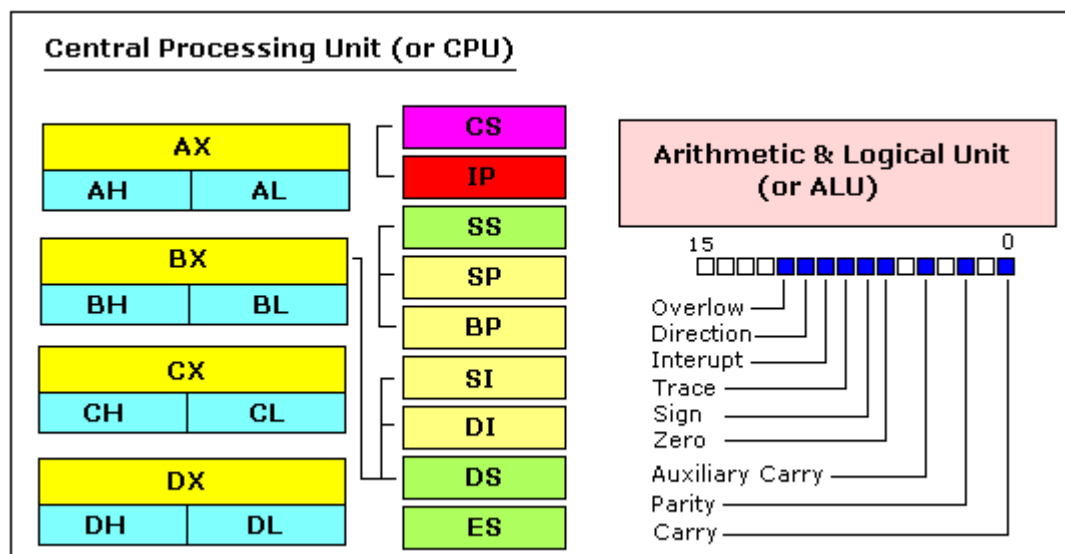 Central Processing Unit (or CPU)
AX
AH AL
BX
BH BL
CX
CH CL
DX
DH DL
CS
IP
SS
SP
BP
SI
DI
DS
ES
Arithmetic & Logical Unit
(or ALU)
15 0
Overlow
Direction
Interupt
Trace
Sign
Zero
Auxiliary Carry
Parity
Carry